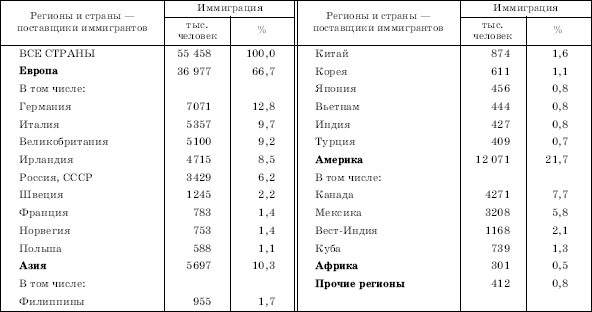 Регионы и страны — поставщики иммигрантов | Иммиграция
тыс. человек | %
ВСЕ СТРАНЫ 55 458 100,0
Европа 36 977 66,7
В том числе:
Германия 7071 12,8
Италия 5357 9,7
Великобритания 5100 9,2
Ирландия 4715 8,5
Россия, СССР 3429 6,2
Швеция 1245 2,2
Франция 783 1,4
Норвегия 753 1,4
Польша 588 1,1
Азия 5697 10,3
В том числе:
Филиппины 955 1,7
Регионы и страны — поставщики иммигрантов | Иммиграция
тыс. человек | %
Китай 874 1,6
Корея 611 1,1
Япония 456 0,8
Вьетнам 444 0,8
Индия 427 0,8
Турция 409 0,7
Америка 12 071 21,7
В том числе:
Канада 4271 7,7
Мексика 3208 5,8
Вест-Индия 1168 2,1
Куба 739 1,3
Африка 301 0,5
Прочие регионы 412 0,8